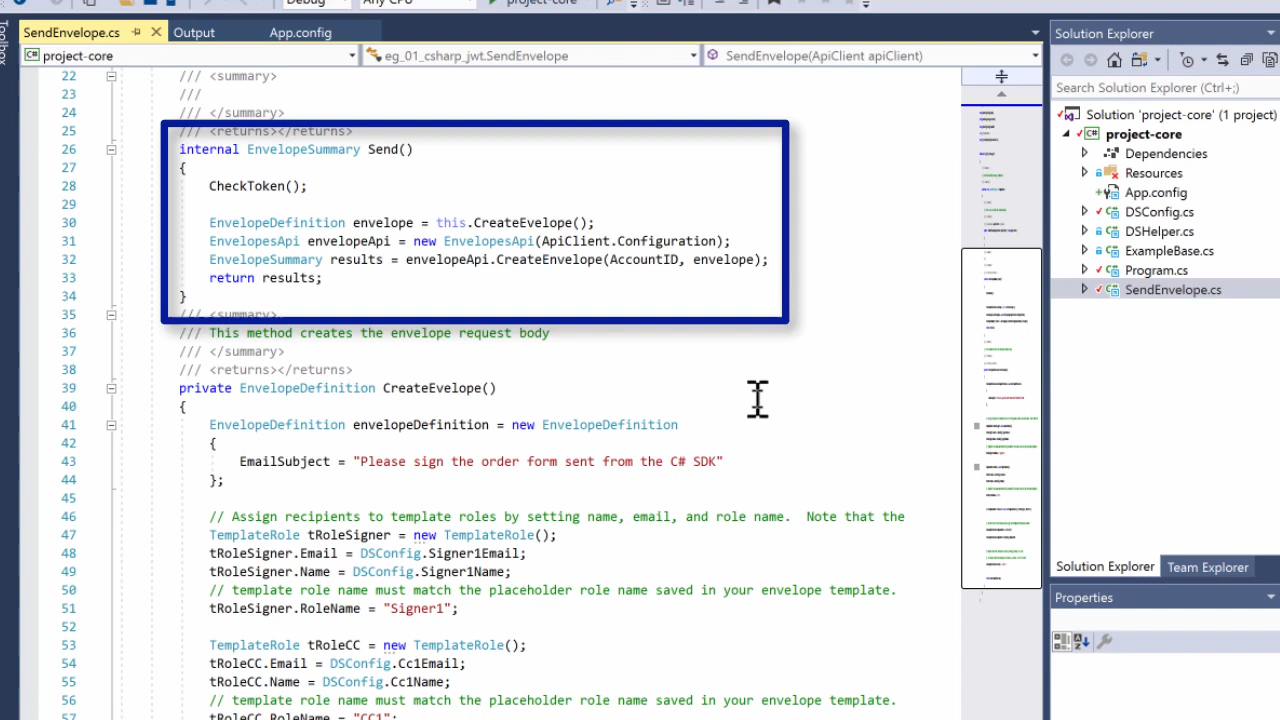 Debug
Any CPU
project-core
Toolbox
SendEnvelope.cs
Output
App.config
project-core
eg_01_csharp_jwt.SendEnvelope
SendEnvelope(ApiClient apiClient)
22 /// <summary>
23 ///
24 /// </summary>
25 /// <returns></returns>
26 internal EnvelopeSummary Send()
27 {
28 CheckToken();
29
30 EnvelopeDefinition envelope = this.CreateEvelope();
31 EnvelopesApi envelopeApi = new EnvelopesApi(ApiClient.Configuration);
32 EnvelopeSummary results = envelopeApi.CreateEnvelope(AccountID, envelope);
33 return results;
34 }
35 /// <summary>
36 /// This method creates the envelope request body
37 /// </summary>
38 /// <returns></returns>
39 private EnvelopeDefinition CreateEvelope()
40 {
41 EnvelopeDefinition envelopeDefinition = new EnvelopeDefinition
42 {
43 EmailSubject = "Please sign the order form sent from the C# SDK"
44 };
45
46 // Assign recipients to template roles by setting name, email, and role name. Note that the
47 TemplateRole tRoleSigner = new TemplateRole();
48 tRoleSigner.Email = DSConfig.Signer1Email;
49 tRoleSigner.Name = DSConfig.Signer1Name;
50 // template role name must match the placeholder role name saved in your envelope template.
51 tRoleSigner.RoleName = "Signer1";
52
53 TemplateRole tRoleCC = new TemplateRole();
54 tRoleCC.Email = DSConfig.Cc1Email;
55 tRoleCC.Name = DSConfig.Cc1Name;
56 // template role name must match the placeholder role name saved in your envelope template.
57 tRoleCC.RoleName = "CC1";
Solution Explorer
Search Solution Explorer (Ctrl+;)
Solution 'project-core' (1 project)
project-core
Dependencies
Resources
App.config
DSConfig.cs
DSHelper.cs
ExampleBase.cs
Program.cs
SendEnvelope.cs
Solution Explorer
Team Explorer
Properties